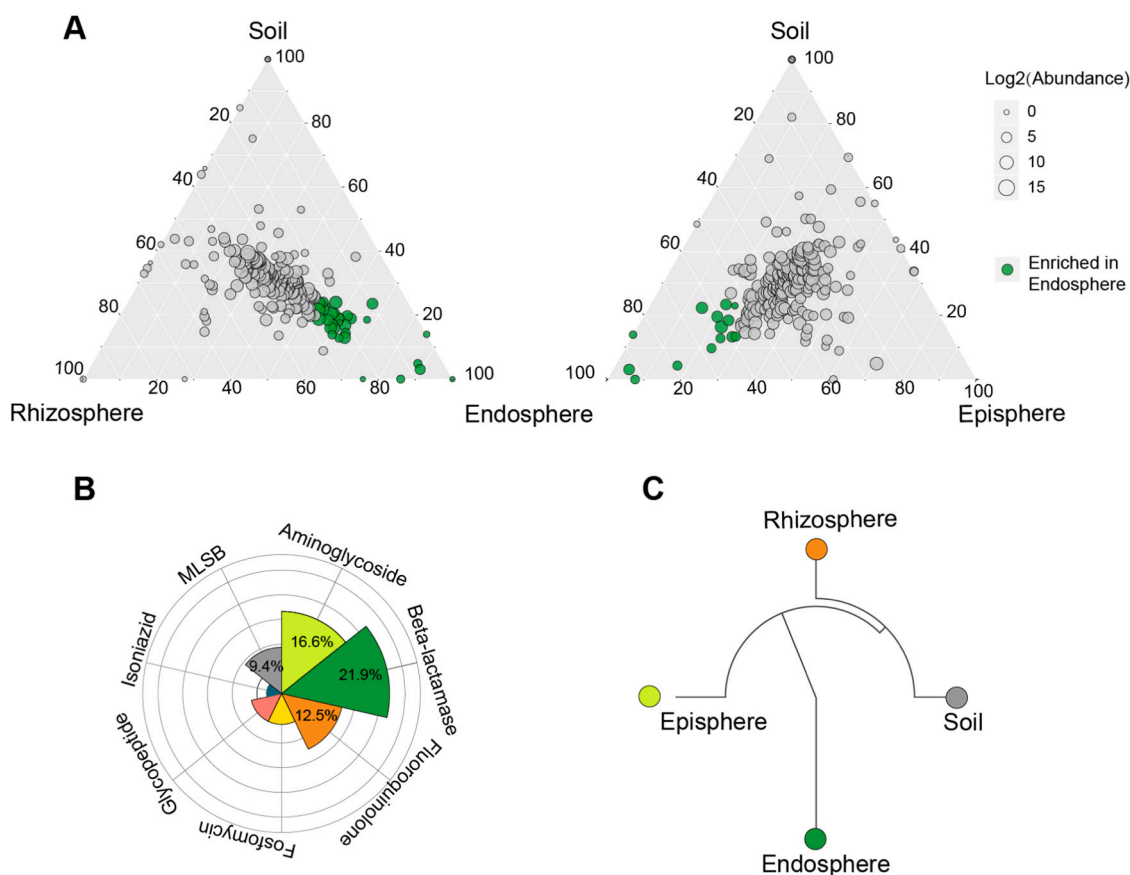 A
Soil
100
20
80
40
60
60
40
80
20
100
20
40
60
80
100
Rhizosphere
Endosphere
Soil
100
20
80
40
60
60
40
80
20
100
20
40
60
80
100
Episphere
Log2(Abundance)
0
5
10
15
Enriched in
Endosphere
B
Aminoglycoside
Beta-lactamase
Fluoroquinolone
Fosfomycin
Glycopeptide
Isoniazid
MLSB
16.6%
21.9%
12.5%
9.4%
C
Rhizosphere
Episphere
Soil
Endosphere